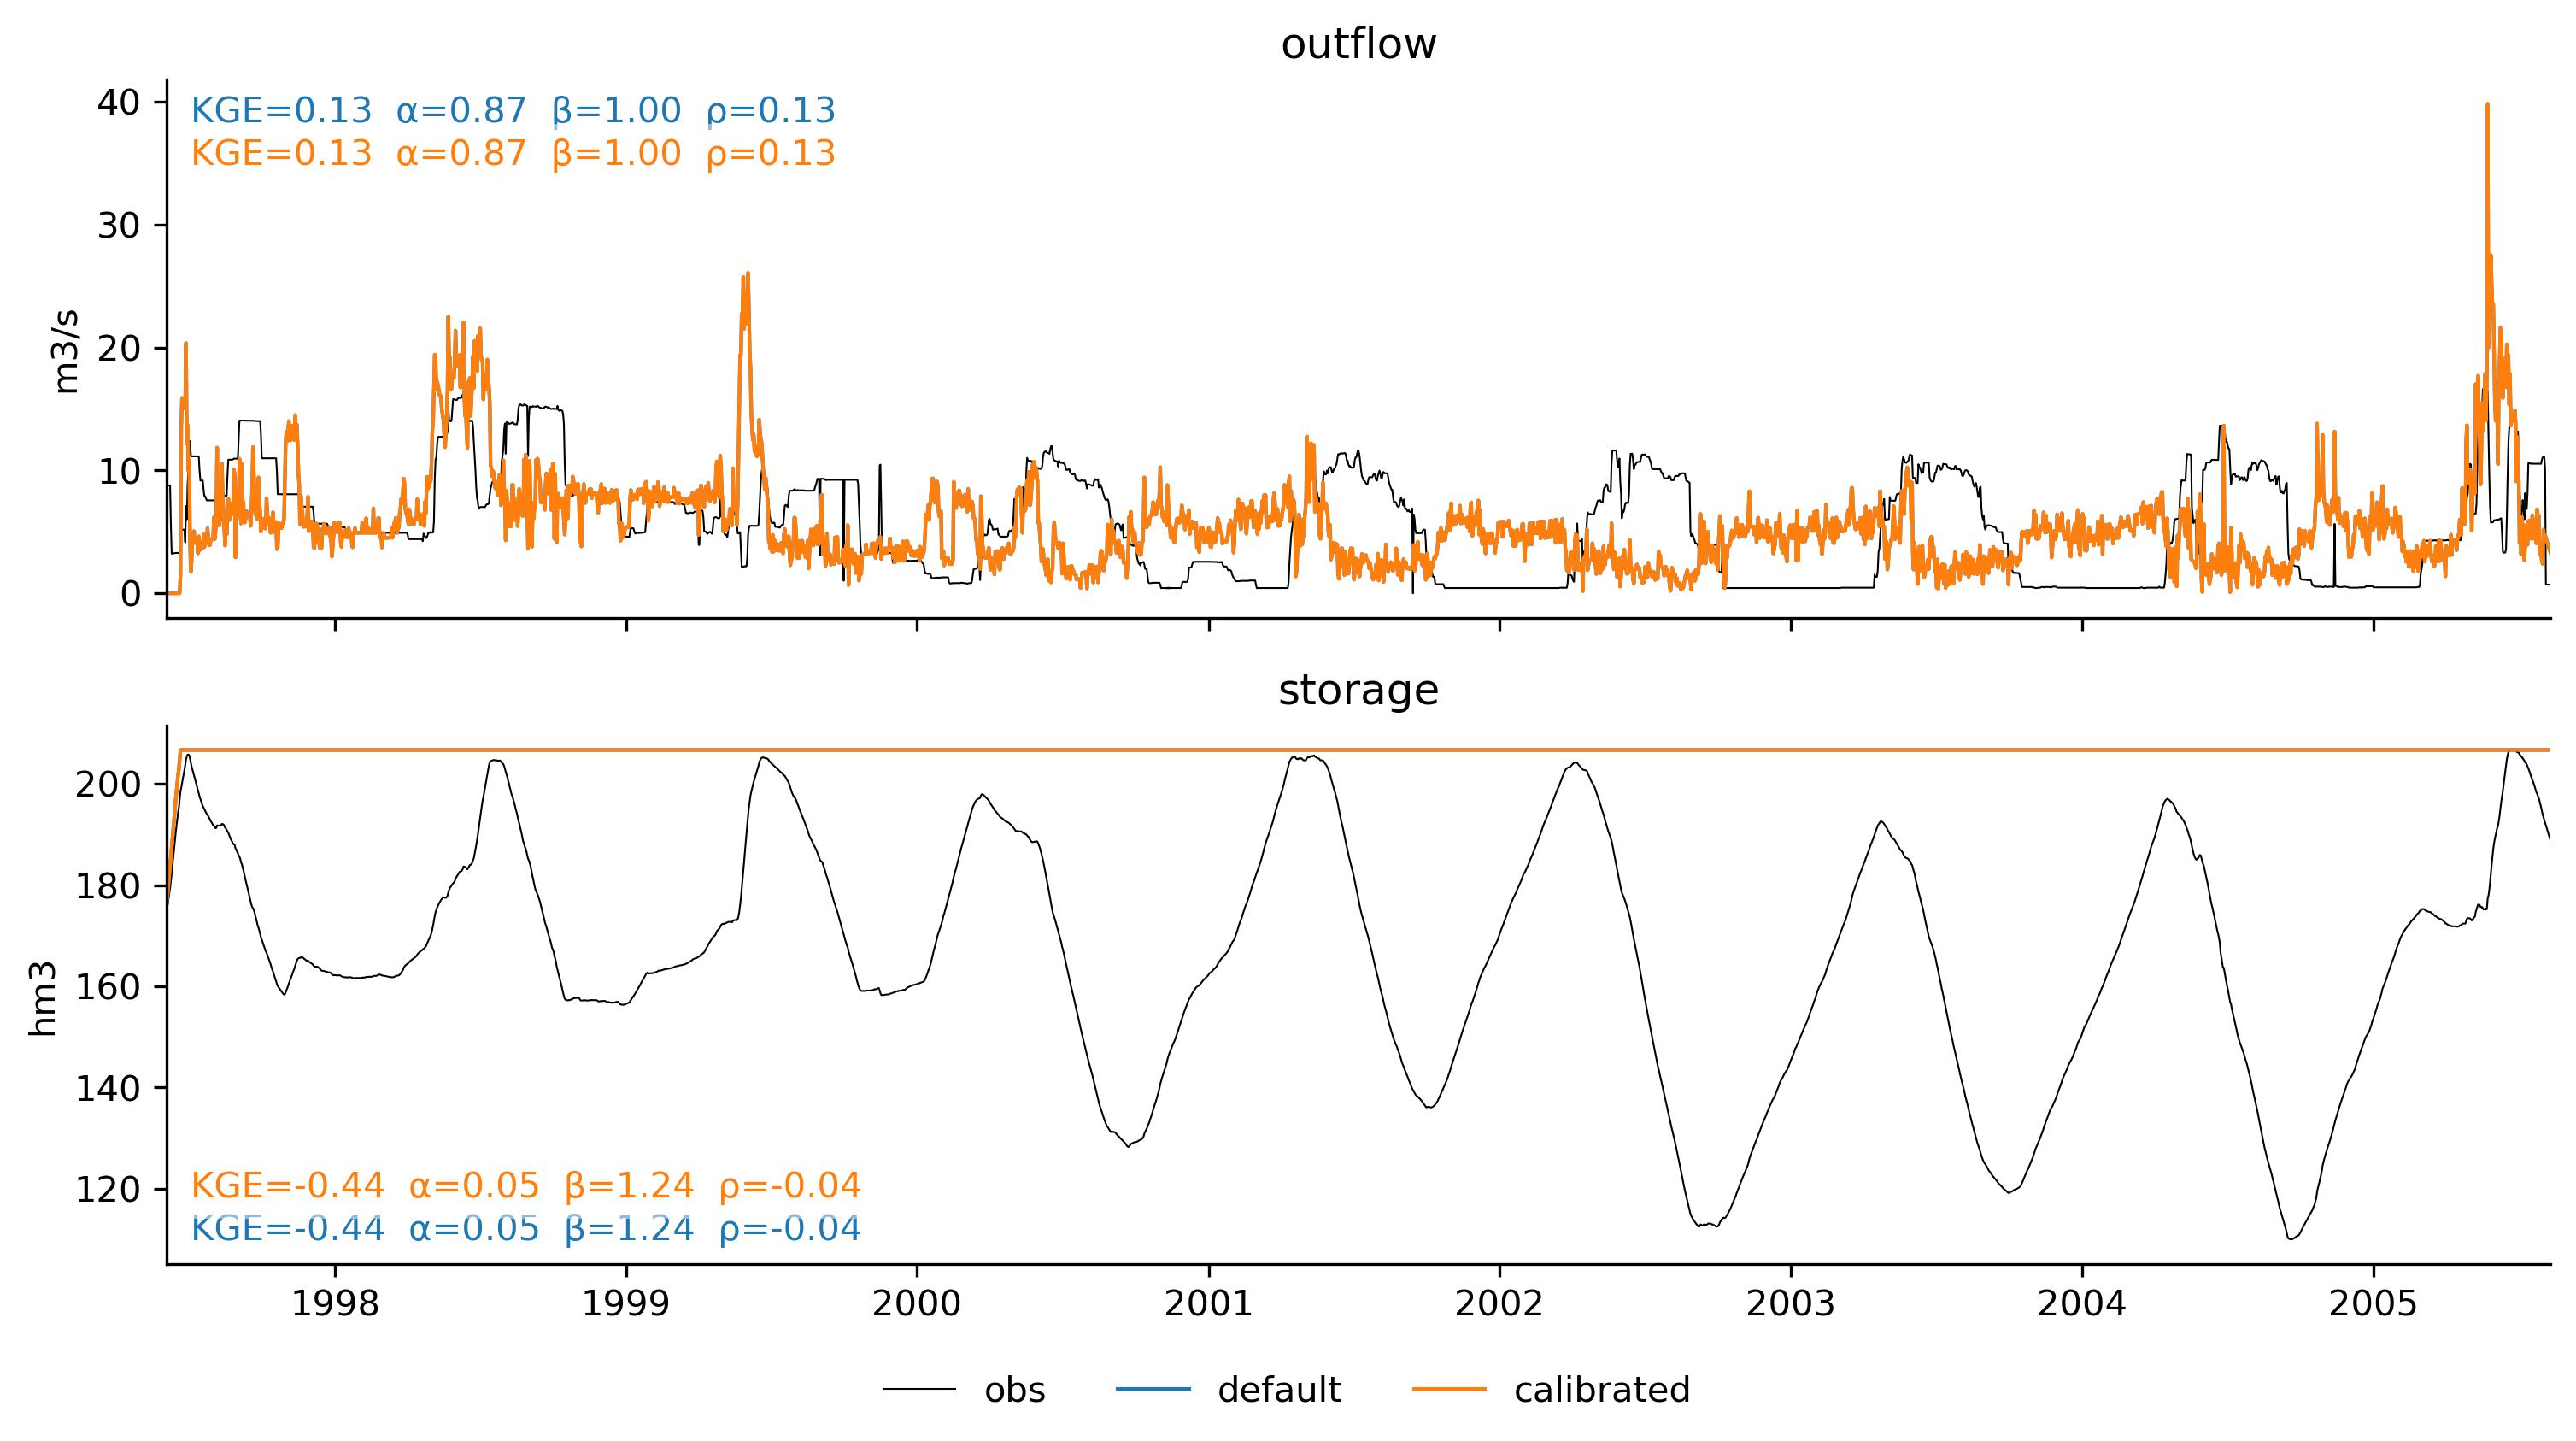 outflow
40
30
20
10
0
m3/s
KGE=0.13 α=0.87 β=1.00 ρ=0.13
KGE=0.13 α=0.87 β=1.00 ρ=0.13
storage
200
180
160
140
120
hm3
KGE=-0.44 α=0.05 β=1.24 ρ=-0.04
KGE=-0.44 α=0.05 β=1.24 ρ=-0.04
1998 1999 2000 2001 2002 2003 2004 2005
obs default calibrated